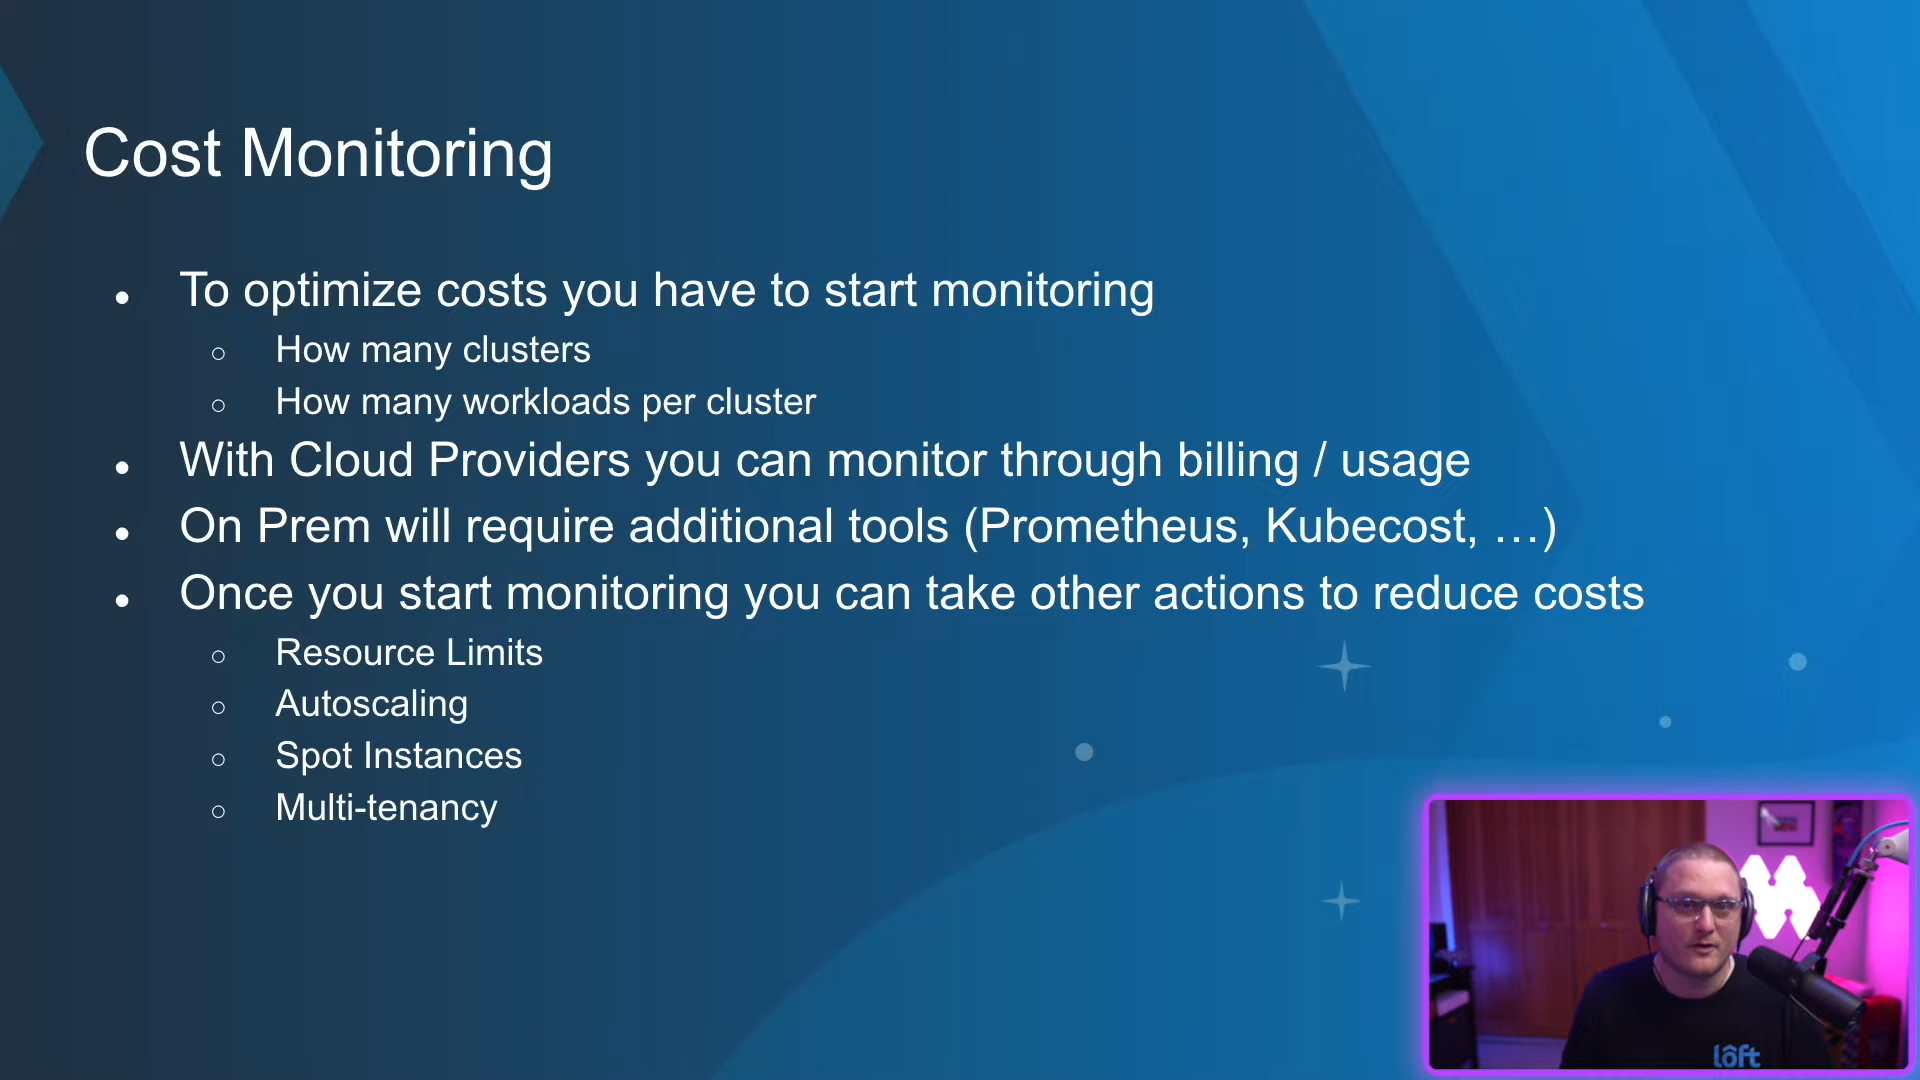 Cost Monitoring
To optimize costs you have to start monitoring
How many clusters
How many workloads per cluster
With Cloud Providers you can monitor through billing / usage
On Prem will require additional tools (Prometheus, Kubecost, …)
Once you start monitoring you can take other actions to reduce costs
Resource Limits
Autoscaling
Spot Instances
Multi-tenancy
lôft